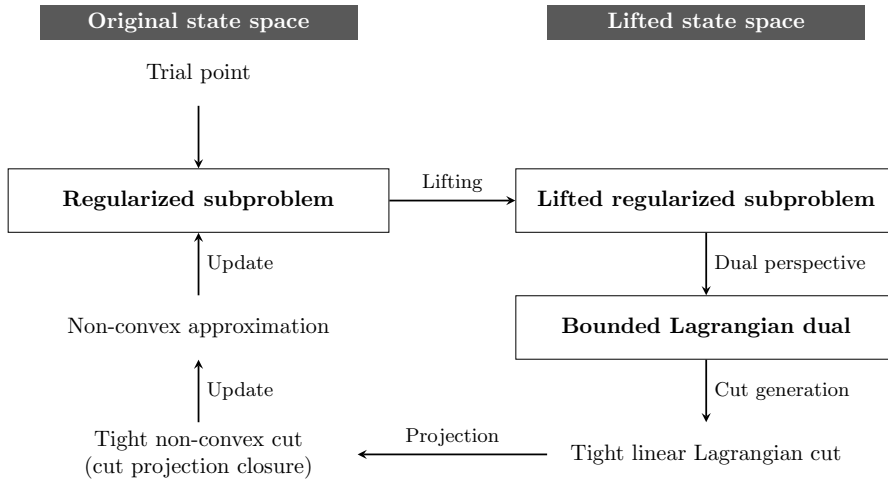 Original state space
Lifted state space
Trial point
Regularized subproblem
Lifting
Lifted regularized subproblem
Update
Dual perspective
Non-convex approximation
Bounded Lagrangian dual
Update
Cut generation
Tight non-convex cut
(cut projection closure)
Projection
Tight linear Lagrangian cut